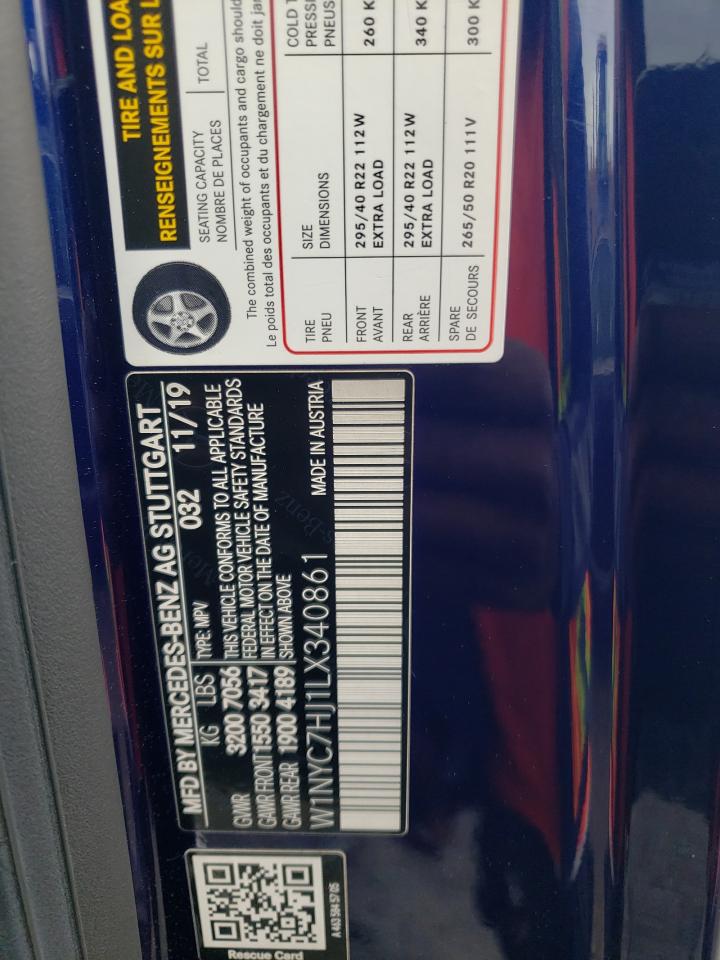 TIRE AND LOA
RENSEIGNEMENTS SUR L
SEATING CAPACITY
NOMBRE DE PLACES
TOTAL
The combined weight of occupants and cargo should
Le poids total des occupants et du chargement ne doit jam
TIRE
PNEU
SIZE
DIMENSIONS
COLD T
PRESSI
PNEUS
FRONT
AVANT
295/40 R22 112W
EXTRA LOAD
260 K
REAR
ARRIÈRE
295/40 R22 112W
EXTRA LOAD
340 K
SPARE
DE SECOURS
265/50 R20 111V
300 K
MFD BY MERCEDES-BENZ AG STUTTGART
KG LBS TYPE: MPV 032 11/19
GVWR 3200 7056 THIS VEHICLE CONFORMS TO ALL APPLICABLE
GAWR FRONT 1550 3417 FEDERAL MOTOR VEHICLE SAFETY STANDARDS
GAWR REAR 1900 4189 IN EFFECT ON THE DATE OF MANUFACTURE
SHOWN ABOVE
W1NYC7HJ1LX340861 MADE IN AUSTRIA
Rescue Card
A 463 584 57 05